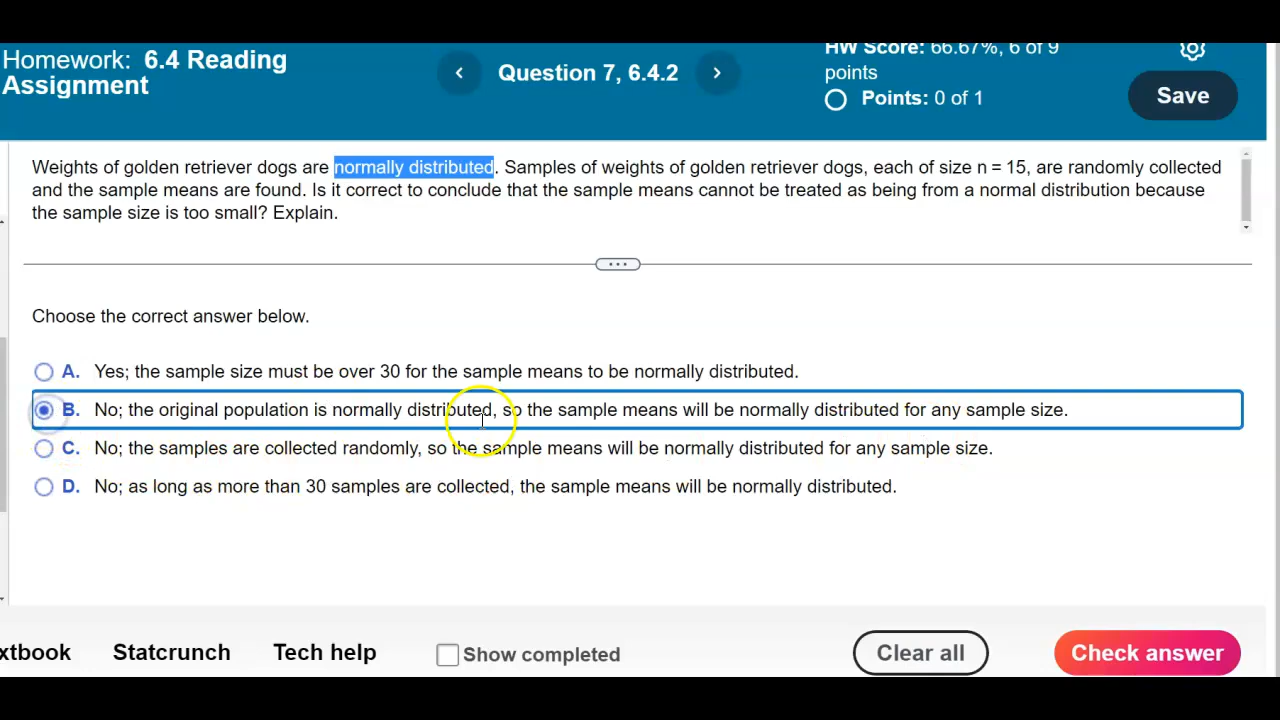 Homework: 6.4 Reading
Assignment
Question 7, 6.4.2
HW Score: 66.67%, 6 of 9
points
Points: 0 of 1
Save
Weights of golden retriever dogs are normally distributed. Samples of weights of golden retriever dogs, each of size n = 15, are randomly collected
and the sample means are found. Is it correct to conclude that the sample means cannot be treated as being from a normal distribution because
the sample size is too small? Explain.
Choose the correct answer below.
A. Yes; the sample size must be over 30 for the sample means to be normally distributed.
B. No; the original population is normally distributed, so the sample means will be normally distributed for any sample size.
C. No; the samples are collected randomly, so the sample means will be normally distributed for any sample size.
D. No; as long as more than 30 samples are collected, the sample means will be normally distributed.
xtbook
Statcrunch
Tech help
Show completed
Clear all
Check answer